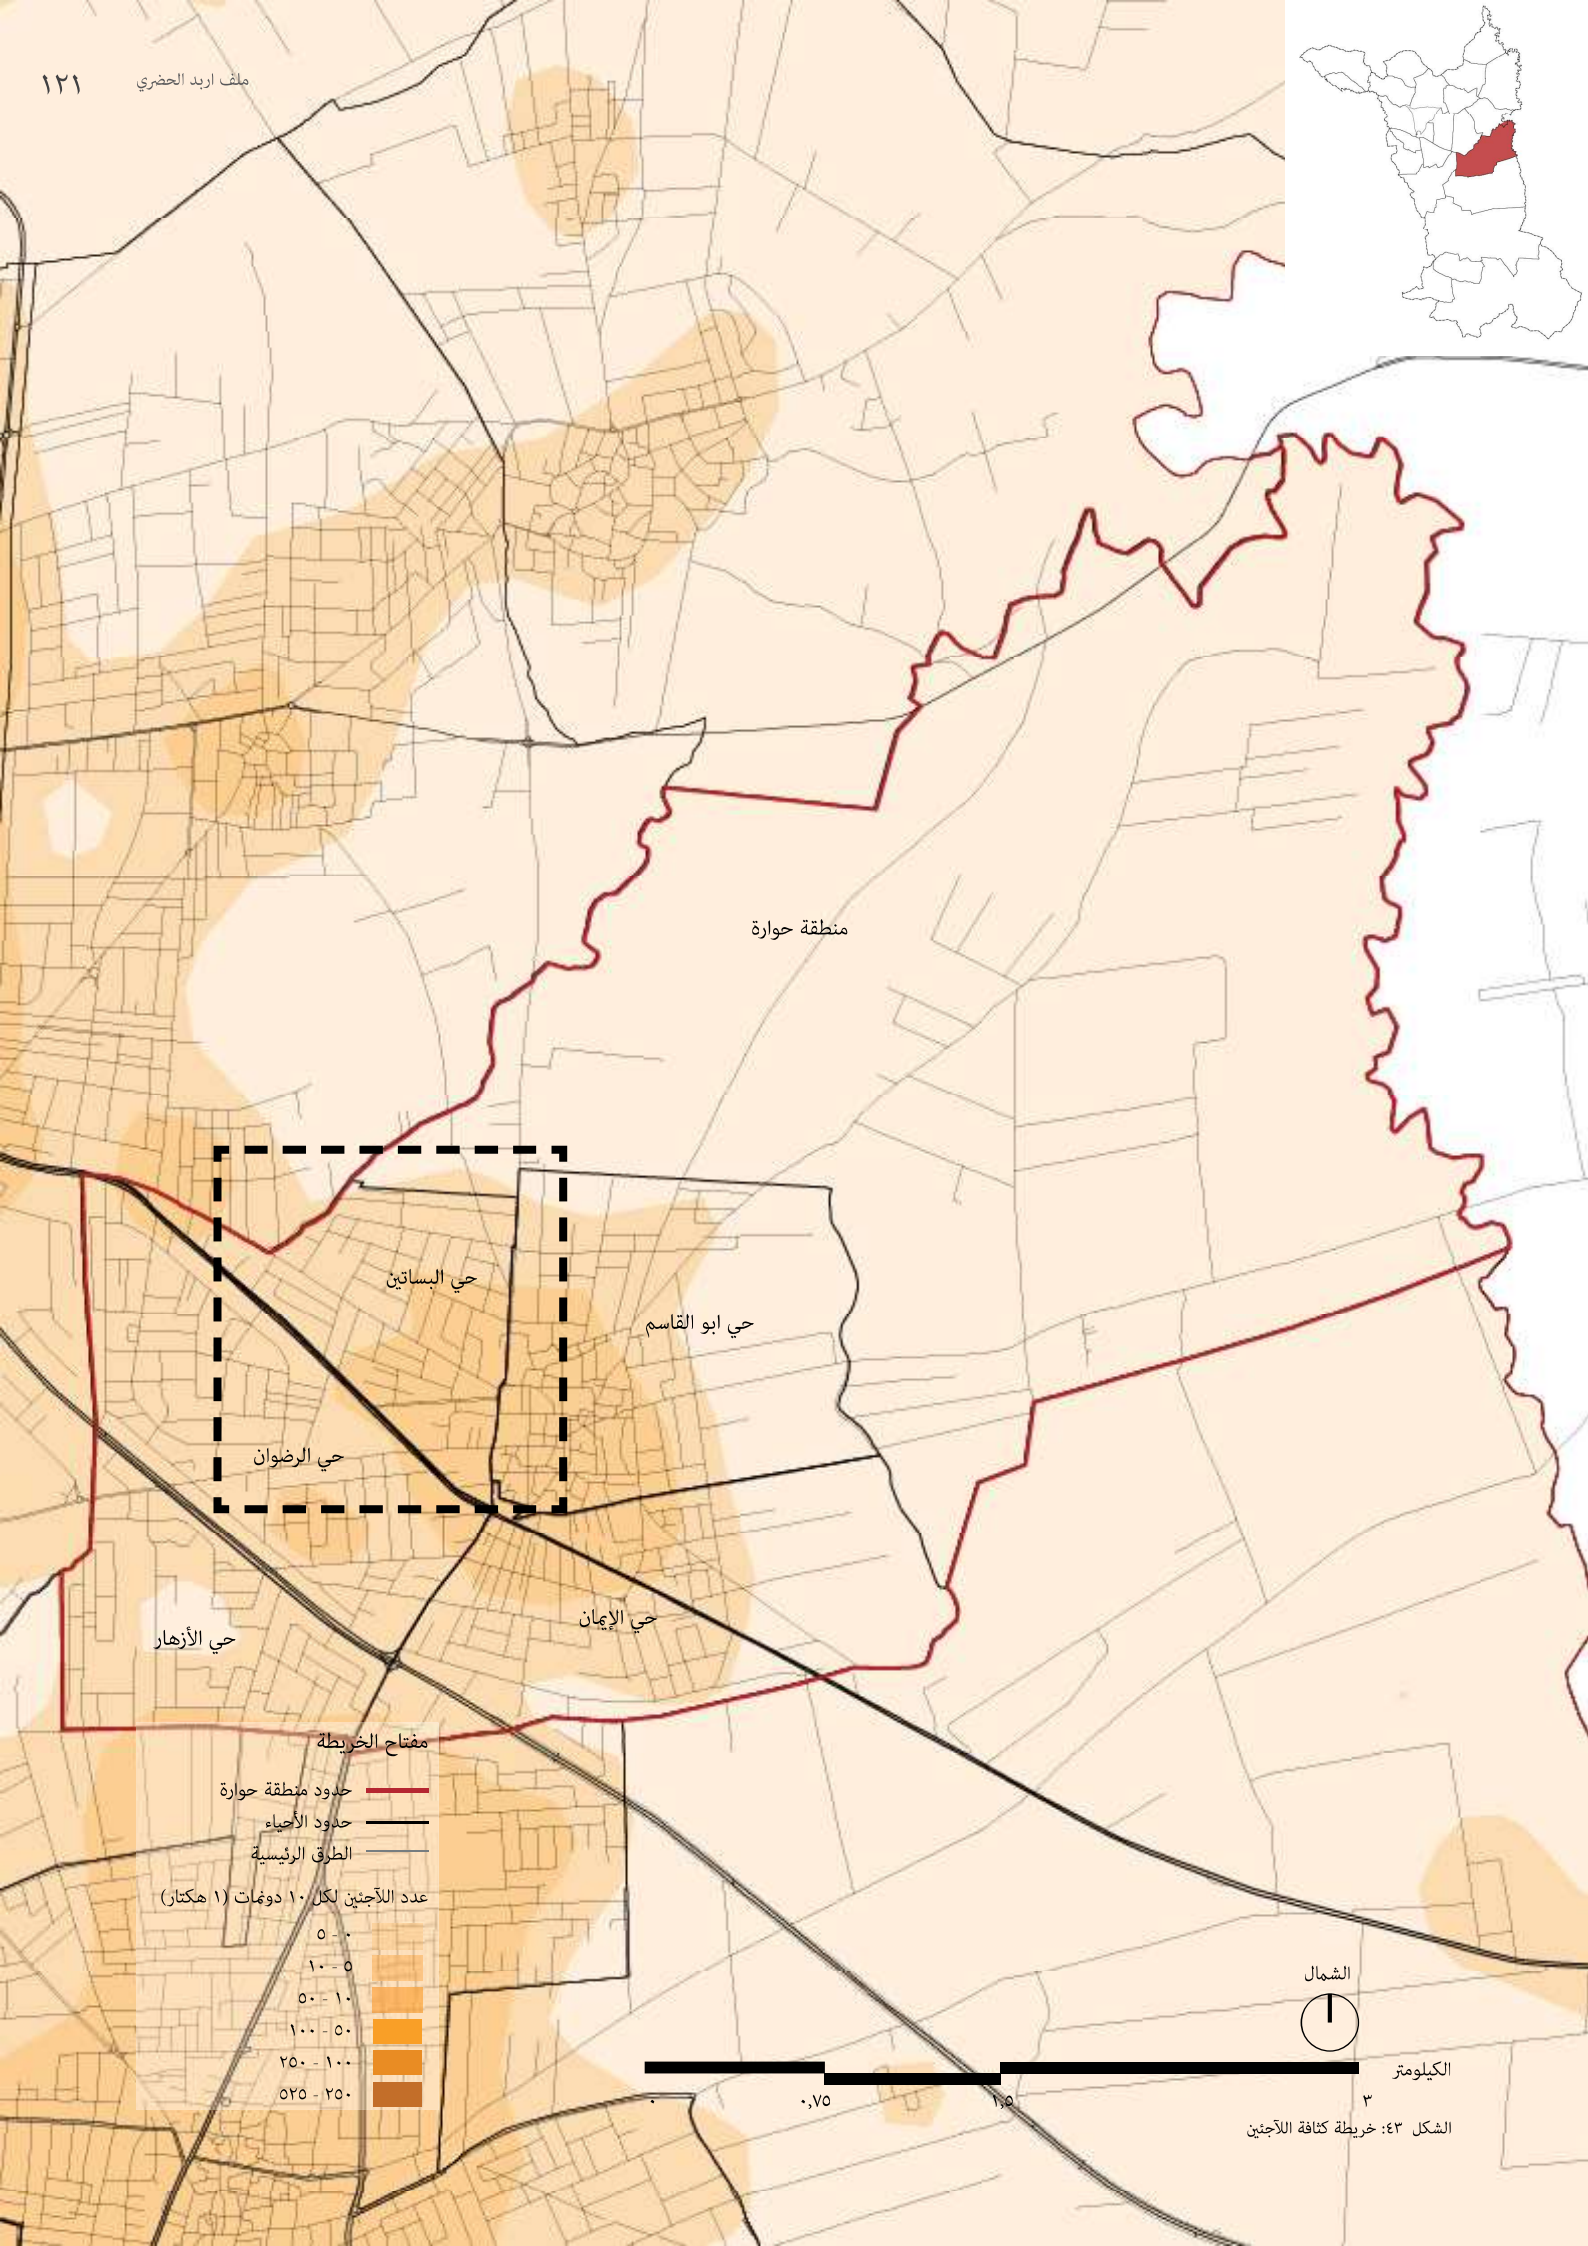 ١٢١
ملف اربد الحضري
منطقة حوارة
حي البساتين
حي ابو القاسم
حي الرضوان
حي الإيمان
حي الأزهار
مفتاح الخريطة
حدود منطقة حوارة
حدود الأحياء
الطرق الرئيسية
عدد اللآجئين لكل ١٠ دونمات (١ هكتار)
٠ - ٥
٥ - ١٠
١٠ - ٥٠
٥٠ - ١٠٠
١٠٠ - ٢٥٠
٢٥٠ - ٥٢٥
الشمال
الكيلومتر
٠
٠,٧٥
١,٥
٣
الشكل ٤٣: خريطة كثافة اللآجئين